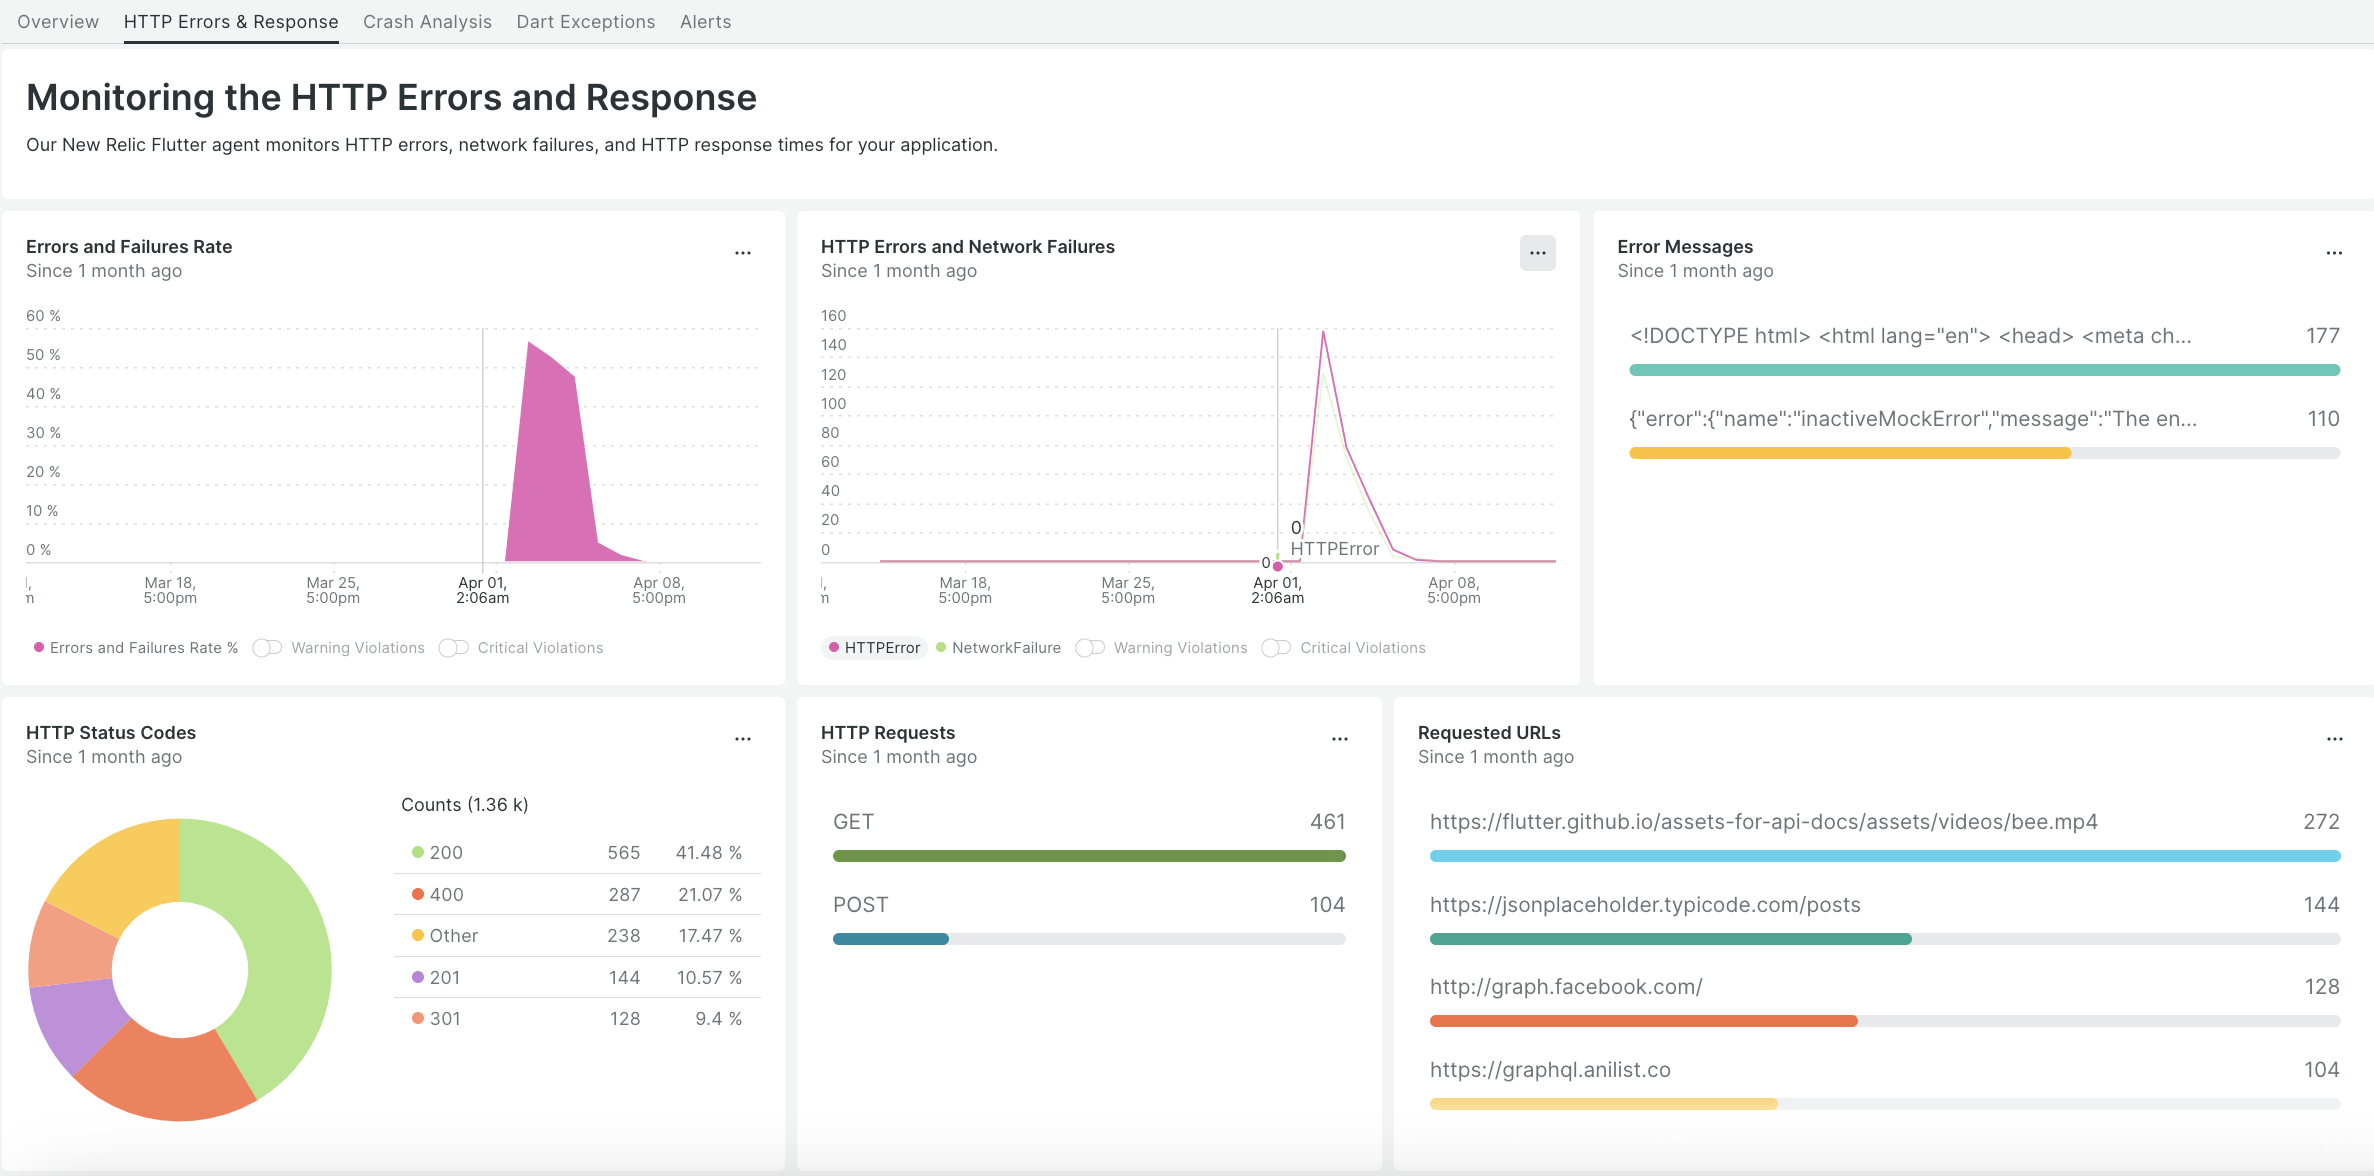 Overview HTTP Errors & Response Crash Analysis Dart Exceptions Alerts
Monitoring the HTTP Errors and Response
Our New Relic Flutter agent monitors HTTP errors, network failures, and HTTP response times for your application.
Errors and Failures Rate
Since 1 month ago
60 %
50 %
40 %
30 %
20 %
10 %
0 %
Mar 18, 5:00pm
Mar 25, 5:00pm
Apr 01, 2:06am
Apr 08, 5:00pm
Errors and Failures Rate % Warning Violations Critical Violations
HTTP Errors and Network Failures
Since 1 month ago
160
140
120
100
80
60
40
20
0
0
HTTPError
0
Mar 18, 5:00pm
Mar 25, 5:00pm
Apr 01, 2:06am
Apr 08, 5:00pm
HTTPError NetworkFailure Warning Violations Critical Violations
Error Messages
Since 1 month ago
<!DOCTYPE html> <html lang="en"> <head> <meta ch... 177
{"error":{"name":"inactiveMockError","message":"The en... 110
HTTP Status Codes
Since 1 month ago
Counts (1.36 k)
200 565 41.48 %
400 287 21.07 %
Other 238 17.47 %
201 144 10.57 %
301 128 9.4 %
HTTP Requests
Since 1 month ago
GET 461
POST 104
Requested URLs
Since 1 month ago
https://flutter.github.io/assets-for-api-docs/assets/videos/bee.mp4 272
https://jsonplaceholder.typicode.com/posts 144
http://graph.facebook.com/ 128
https://graphql.anilist.co 104